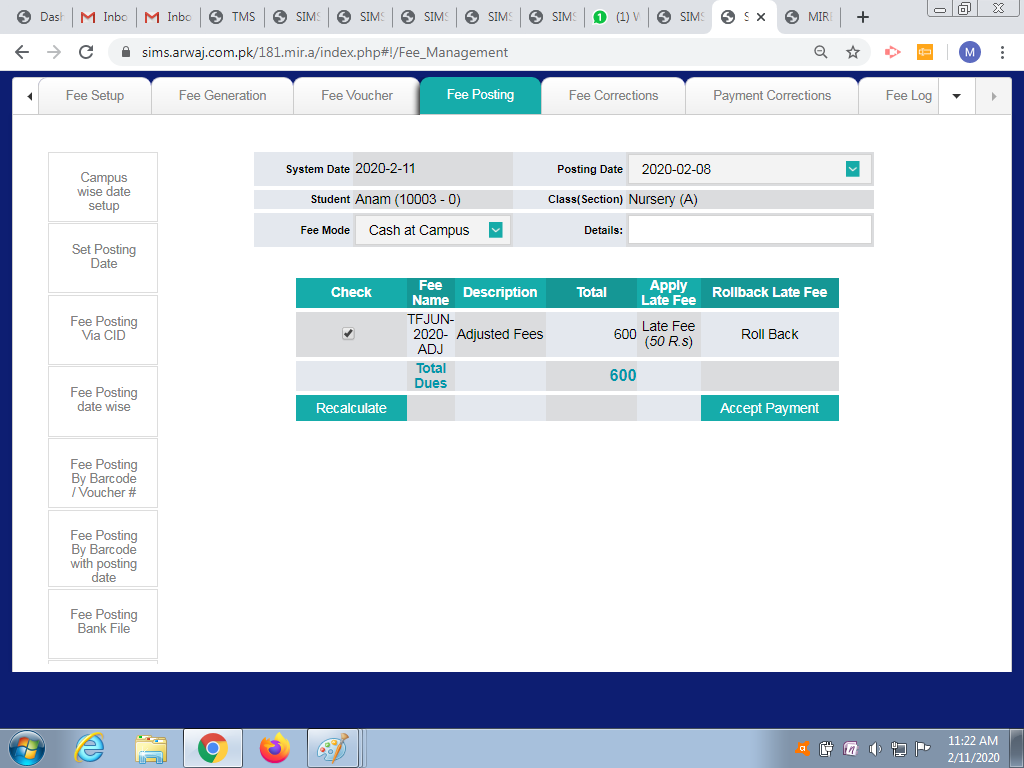 Dash Inbo Inbo TMS SIMS SIMS SIMS SIMS SIMS (1) W SIMS S MIRI
sims.arwaj.com.pk/181.mir.a/index.php#!/Fee_Management
M
Fee Setup Fee Generation Fee Voucher Fee Posting Fee Corrections Payment Corrections Fee Log
Campus
wise date
setup
Set Posting
Date
Fee Posting
Via CID
Fee Posting
date wise
Fee Posting
By Barcode
/ Voucher #
Fee Posting
By Barcode
with posting
date
Fee Posting
Bank File
System Date 2020-2-11 Posting Date 2020-02-08
Student Anam (10003 - 0) Class(Section) Nursery (A)
Fee Mode Cash at Campus Details:
Check Fee Name Description Total Apply Late Fee Rollback Late Fee
TFJUN-2020-ADJ Adjusted Fees 600 Late Fee (50 R.s) Roll Back
Total Dues 600
Recalculate Accept Payment
11:22 AM
2/11/2020